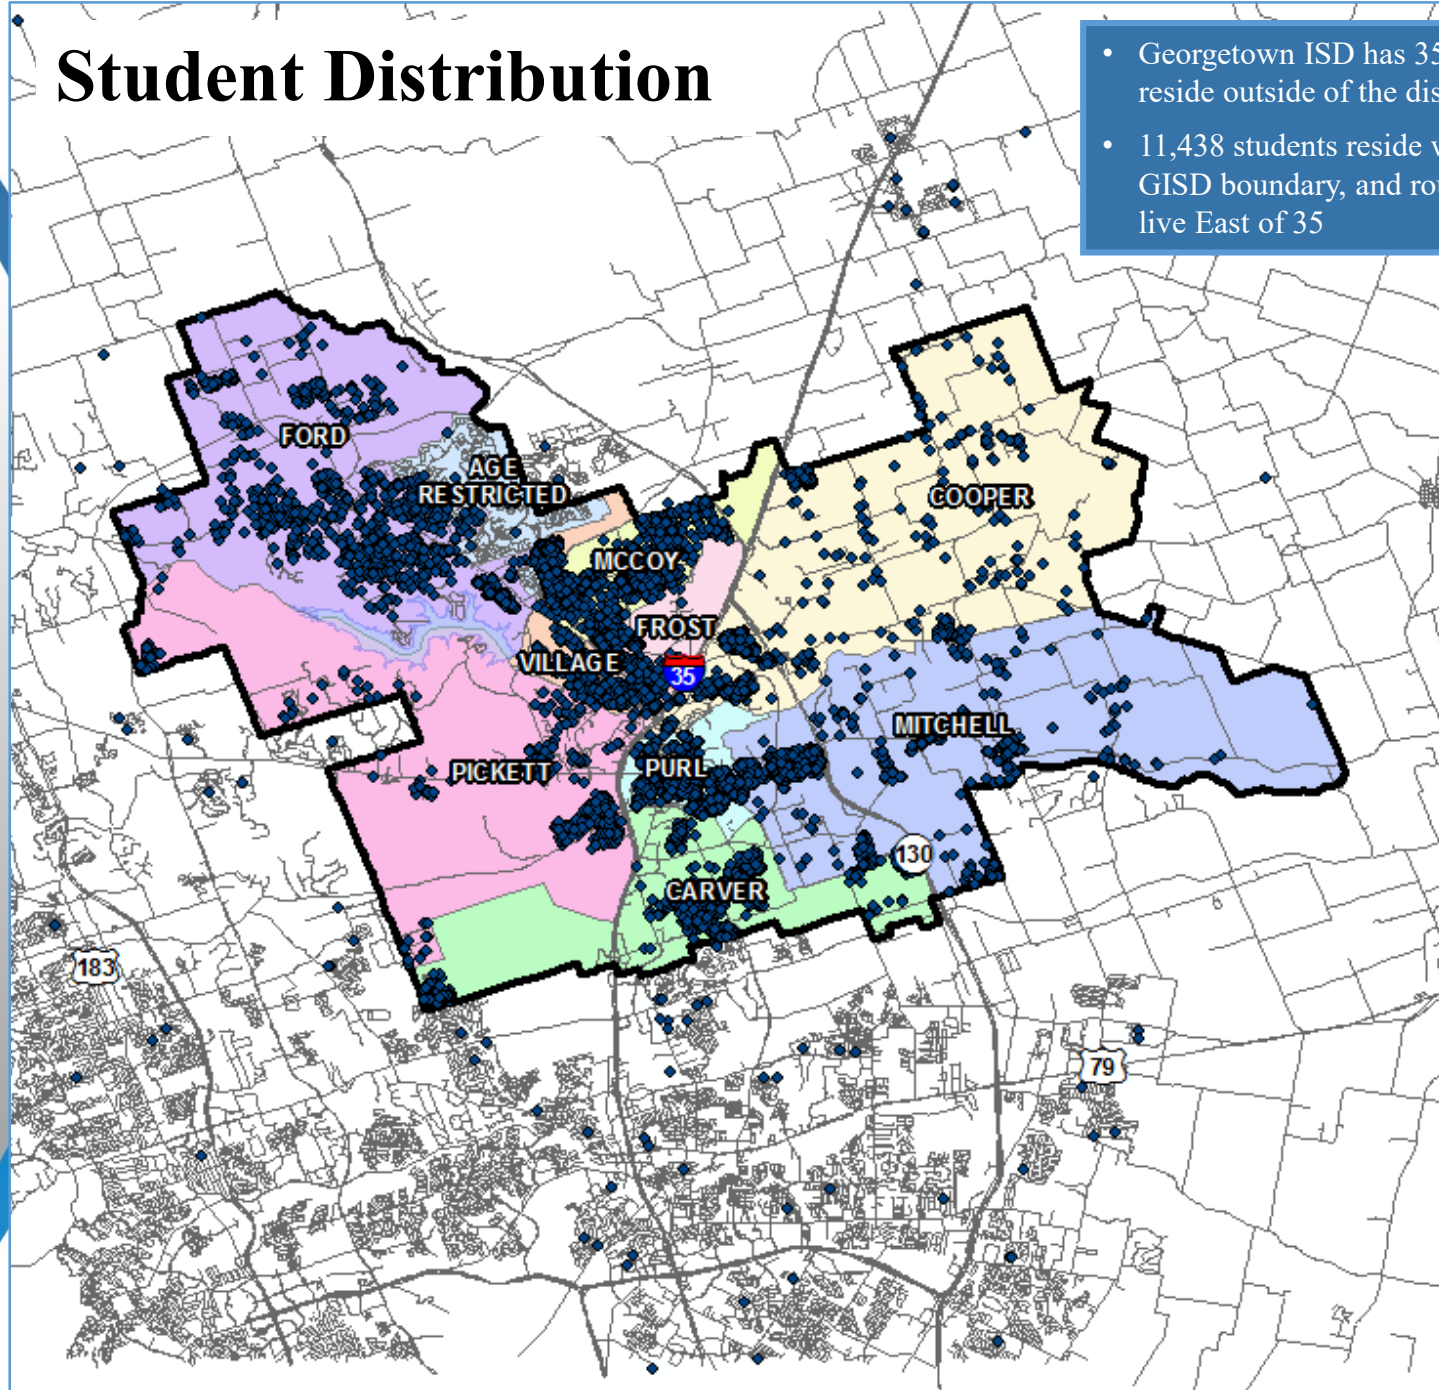 Student Distribution
• Georgetown ISD has 35
reside outside of the dis
• 11,438 students reside v
GISD boundary, and rou
live East of 35
FORD
AGE
RESTRICTED
COOPER
MCCOY
FROST
VILLAGE
35
MITCHELL
PICKETT
PURL
130
CARVER
183
79